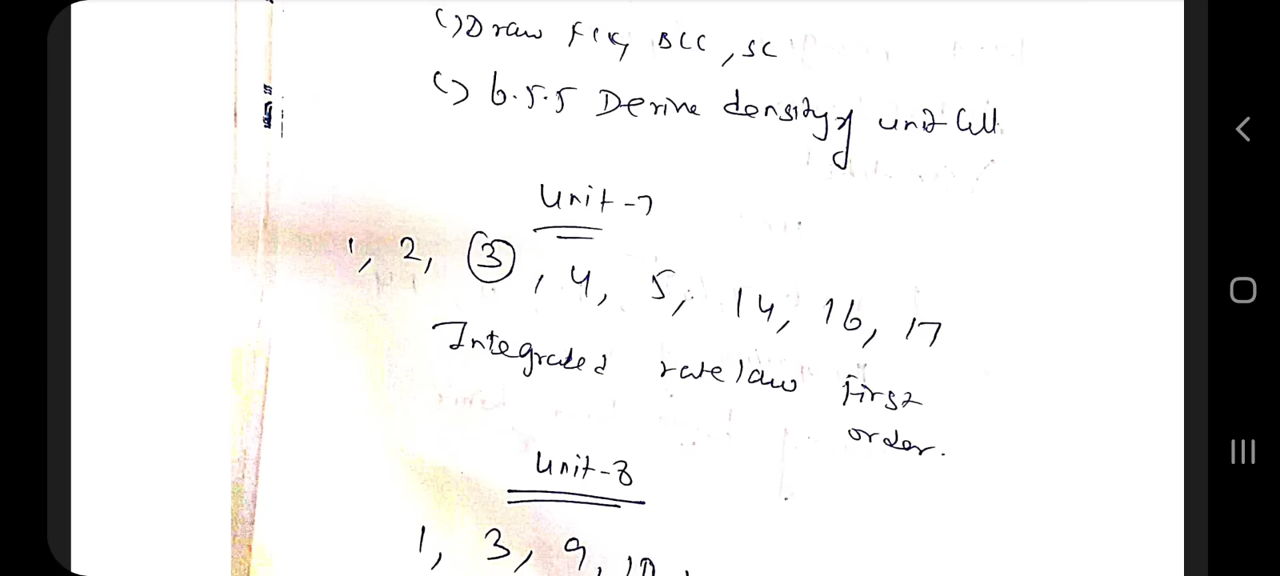 () Draw FCC, BCC, SC
() 6.5.5 Derive density of unit Cell
Unit-7
1, 2, 3, 4, 5, 14, 16, 17
Integrated rate law First
order.
Unit-8
1, 3, 9, 10,